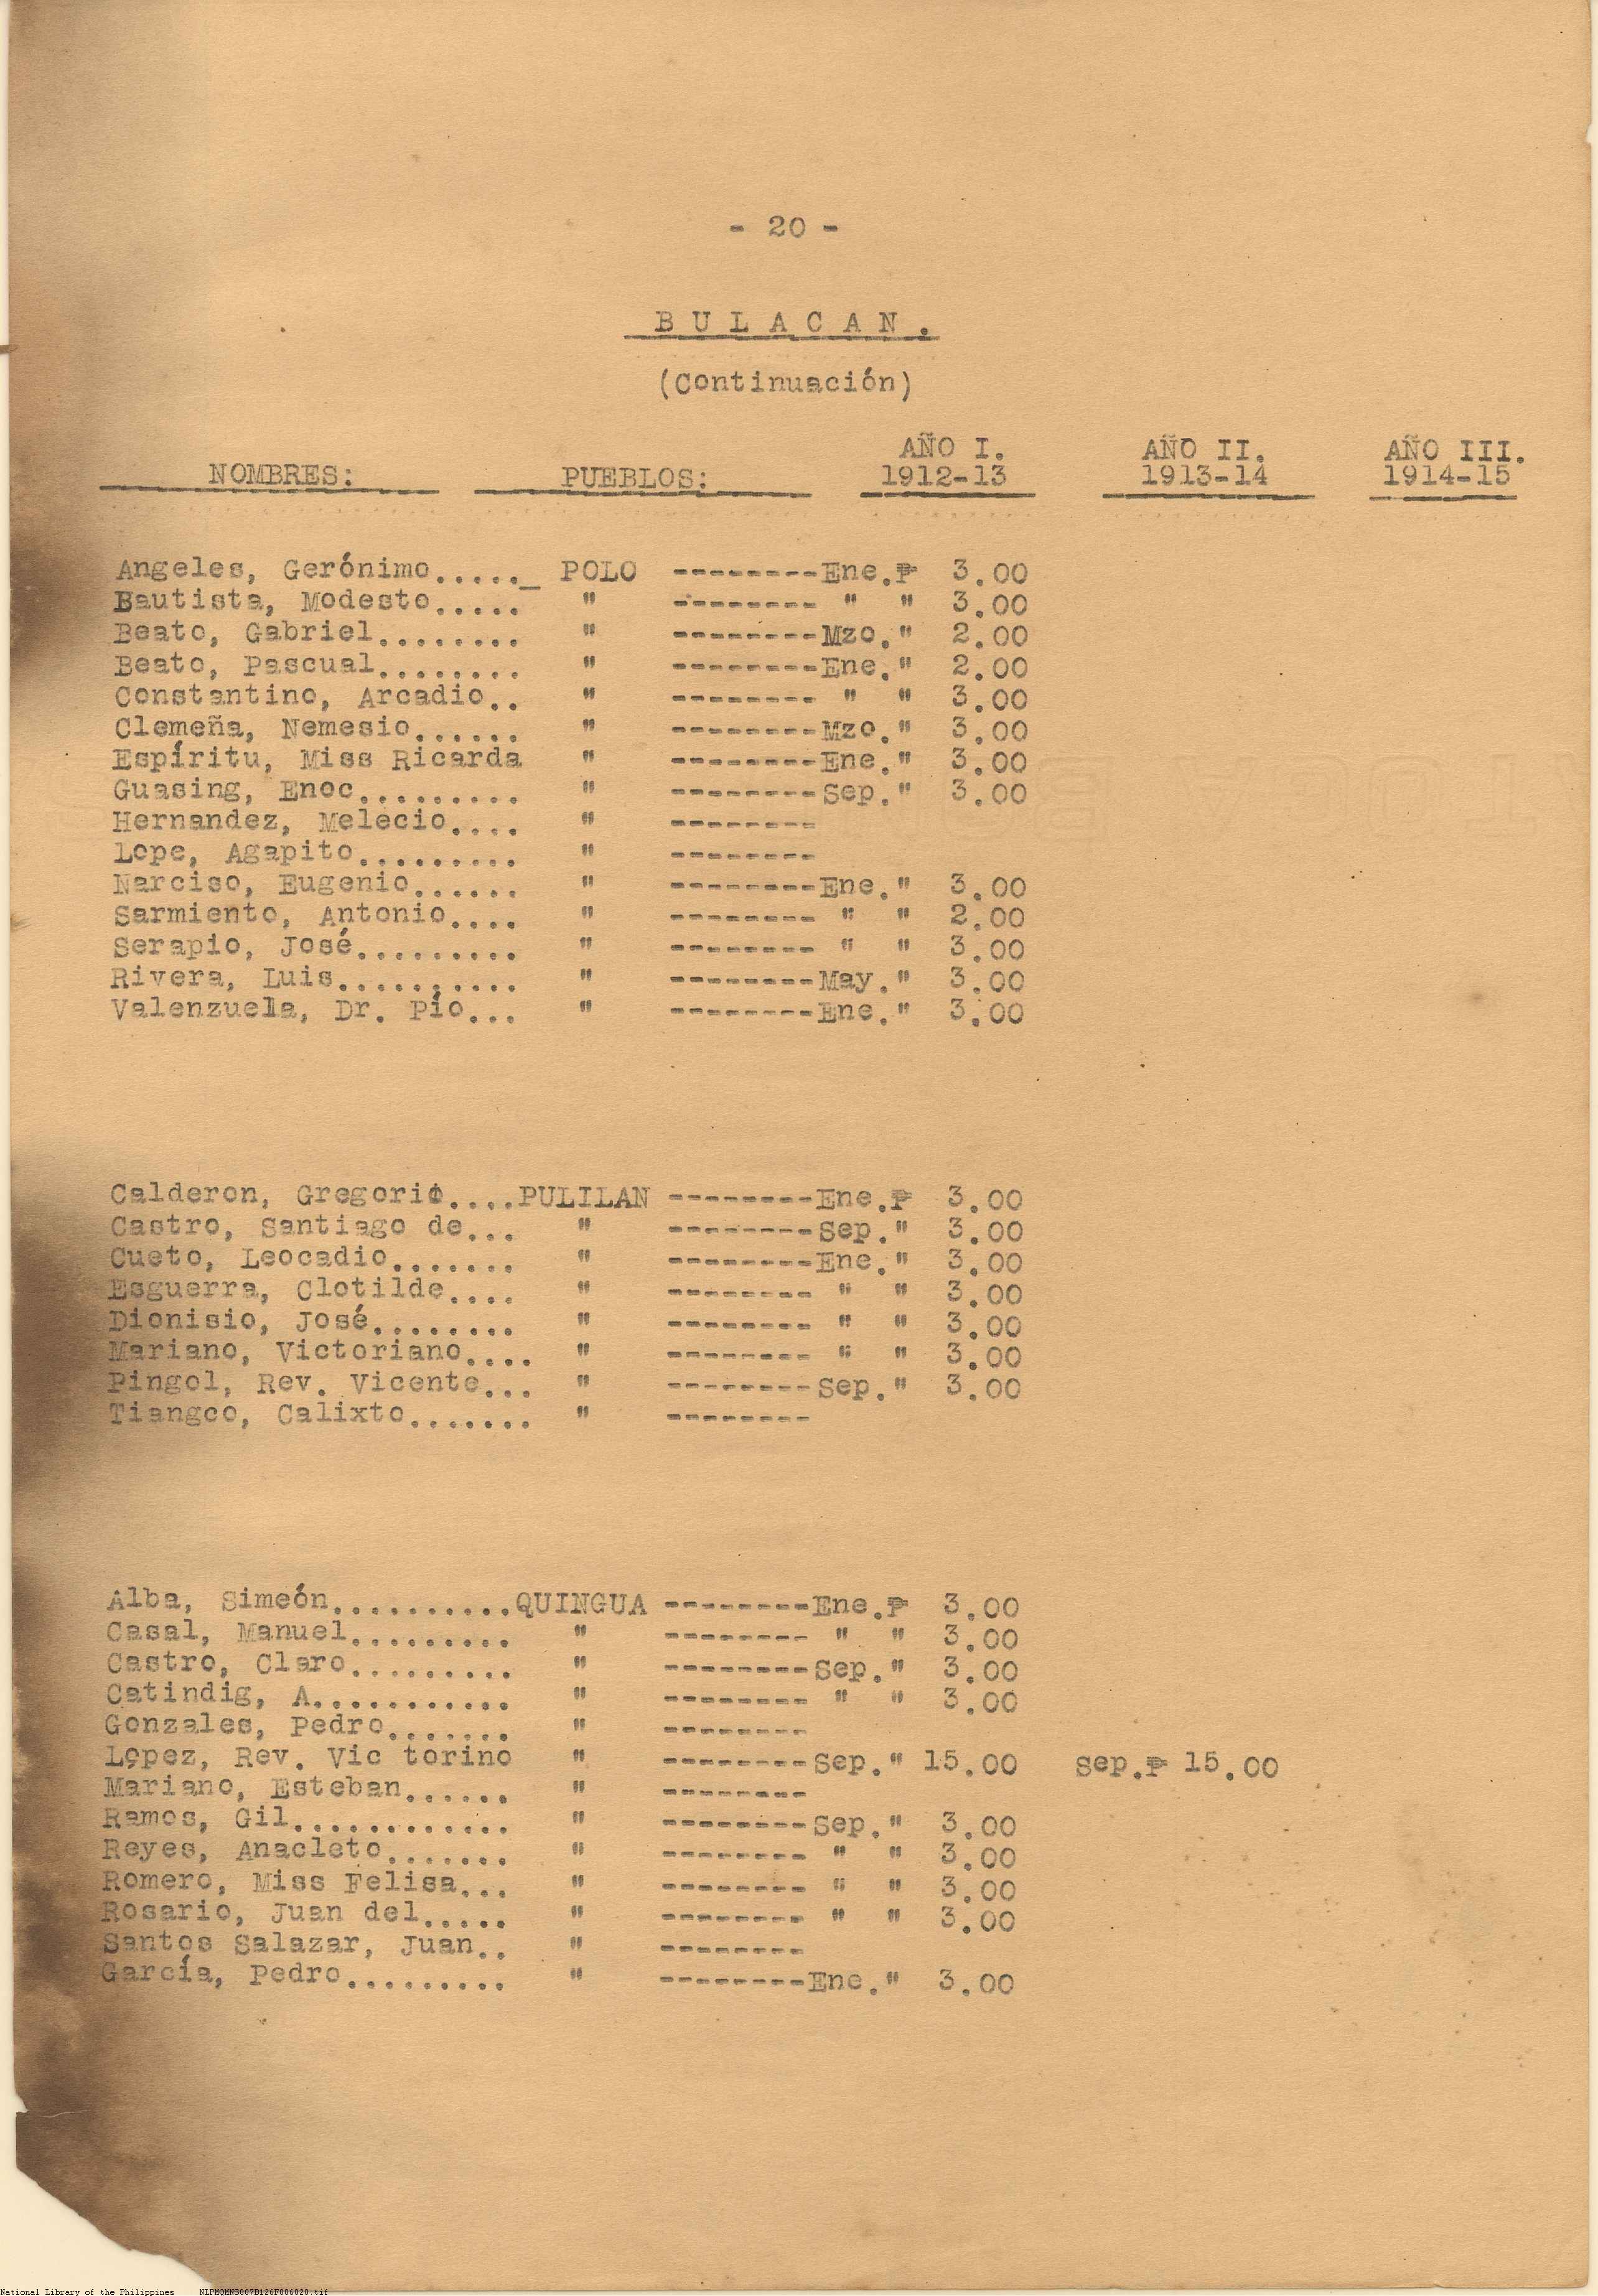 - 20 -
B U L A C A N .
(Continuación)
AÑO I. AÑO II. AÑO III.
NOMBRES: PUEBLOS: 1912-13 1913-14 1914-15
Angeles, Gerónimo....._ POLO --------Ene.₱ 3.00
Bautista, Modesto..... " -------- " " 3.00
Beato, Gabriel........ " --------Mzo." 2.00
Beato, Pascual........ " --------Ene." 2.00
Constantino, Arcadio.. " -------- " " 3.00
Clemeña, Nemesio...... " --------Mzo." 3.00
Espíritu, Miss Ricarda " --------Ene." 3.00
Guasing, Enoc......... " --------Sep." 3.00
Hernandez, Melecio.... " --------
Lope, Agapito......... " --------
Narciso, Eugenio...... " --------Ene." 3.00
Sarmiento, Antonio.... " -------- " " 2.00
Serapio, José......... " -------- " " 3.00
Rivera, Luis.......... " --------May." 3.00
Valenzuela, Dr. Pío... " --------Ene." 3.00
Calderon, Gregorio....PULILAN --------Ene.₱ 3.00
Castro, Santiago de... " --------Sep." 3.00
Cueto, Leocadio....... " --------Ene." 3.00
Esguerra, Clotilde.... " -------- " " 3.00
Dionisio, José........ " -------- " " 3.00
Mariano, Victoriano.... " -------- " " 3.00
Pingol, Rev. Vicente... " --------Sep." 3.00
Tiangco, Calixto....... " --------
Alba, Simeón..........QUINGUA --------Ene.₱ 3.00
Casal, Manuel......... " -------- " " 3.00
Castro, Claro......... " --------Sep." 3.00
Catindig, A........... " -------- " " 3.00
Gonzales, Pedro....... " --------
Lopez, Rev. Vic torino " --------Sep." 15.00 Sep.₱ 15.00
Mariano, Esteban...... " --------
Ramos, Gil............ " --------Sep." 3.00
Reyes, Anacleto....... " -------- " " 3.00
Romero, Miss Felisa... " -------- " " 3.00
Rosario, Juan del..... " -------- " " 3.00
Santos Salazar, Juan.. " --------
García, Pedro......... " --------Ene." 3.00
National Library of the Philippines NLPMQMNS007B126F006020.tif